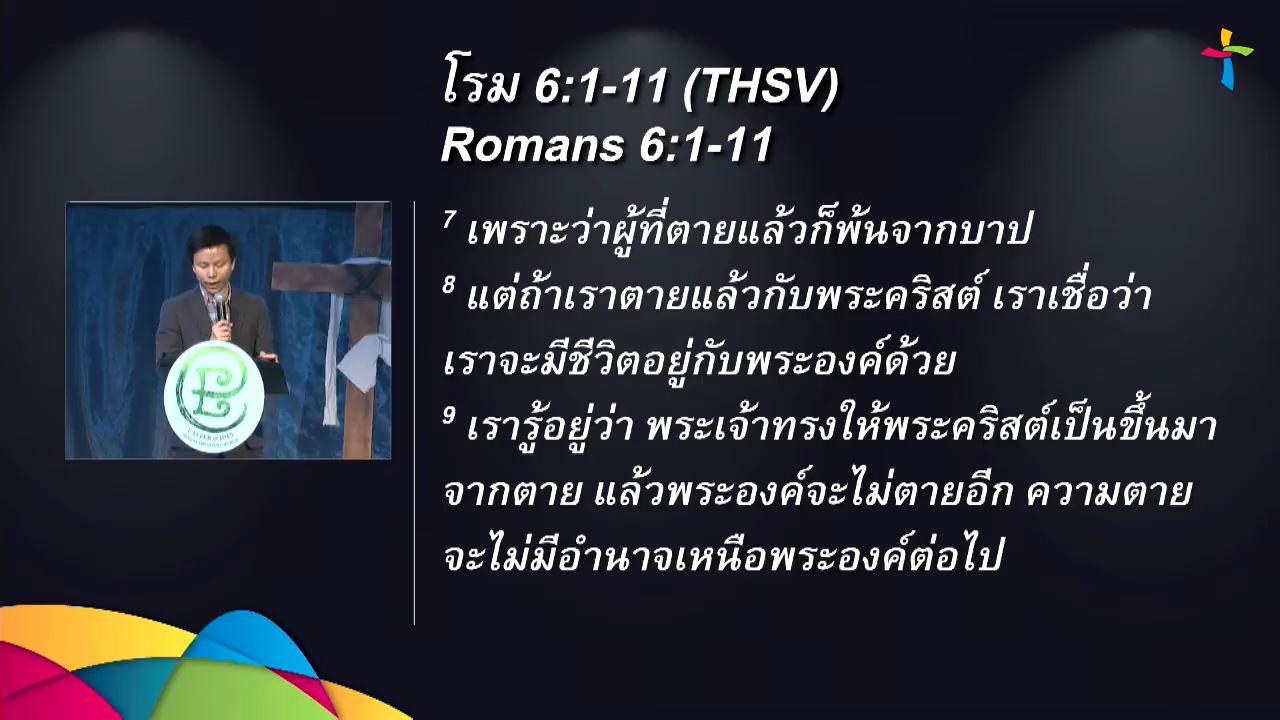 โรม 6:1-11 (THSV)
Romans 6:1-11
7 เพราะว่าผู้ที่ตายแล้วก็พ้นจากบาป
8 แต่ถ้าเราตายแล้วกับพระคริสต์ เราเชื่อว่า
เราจะมีชีวิตอยู่กับพระองค์ด้วย
9 เรารู้อยู่ว่า พระเจ้าทรงให้พระคริสต์เป็นขึ้นมา
จากตาย แล้วพระองค์จะไม่ตายอีก ความตาย
จะไม่มีอำนาจเหนือพระองค์ต่อไป
EASTER @ 2015